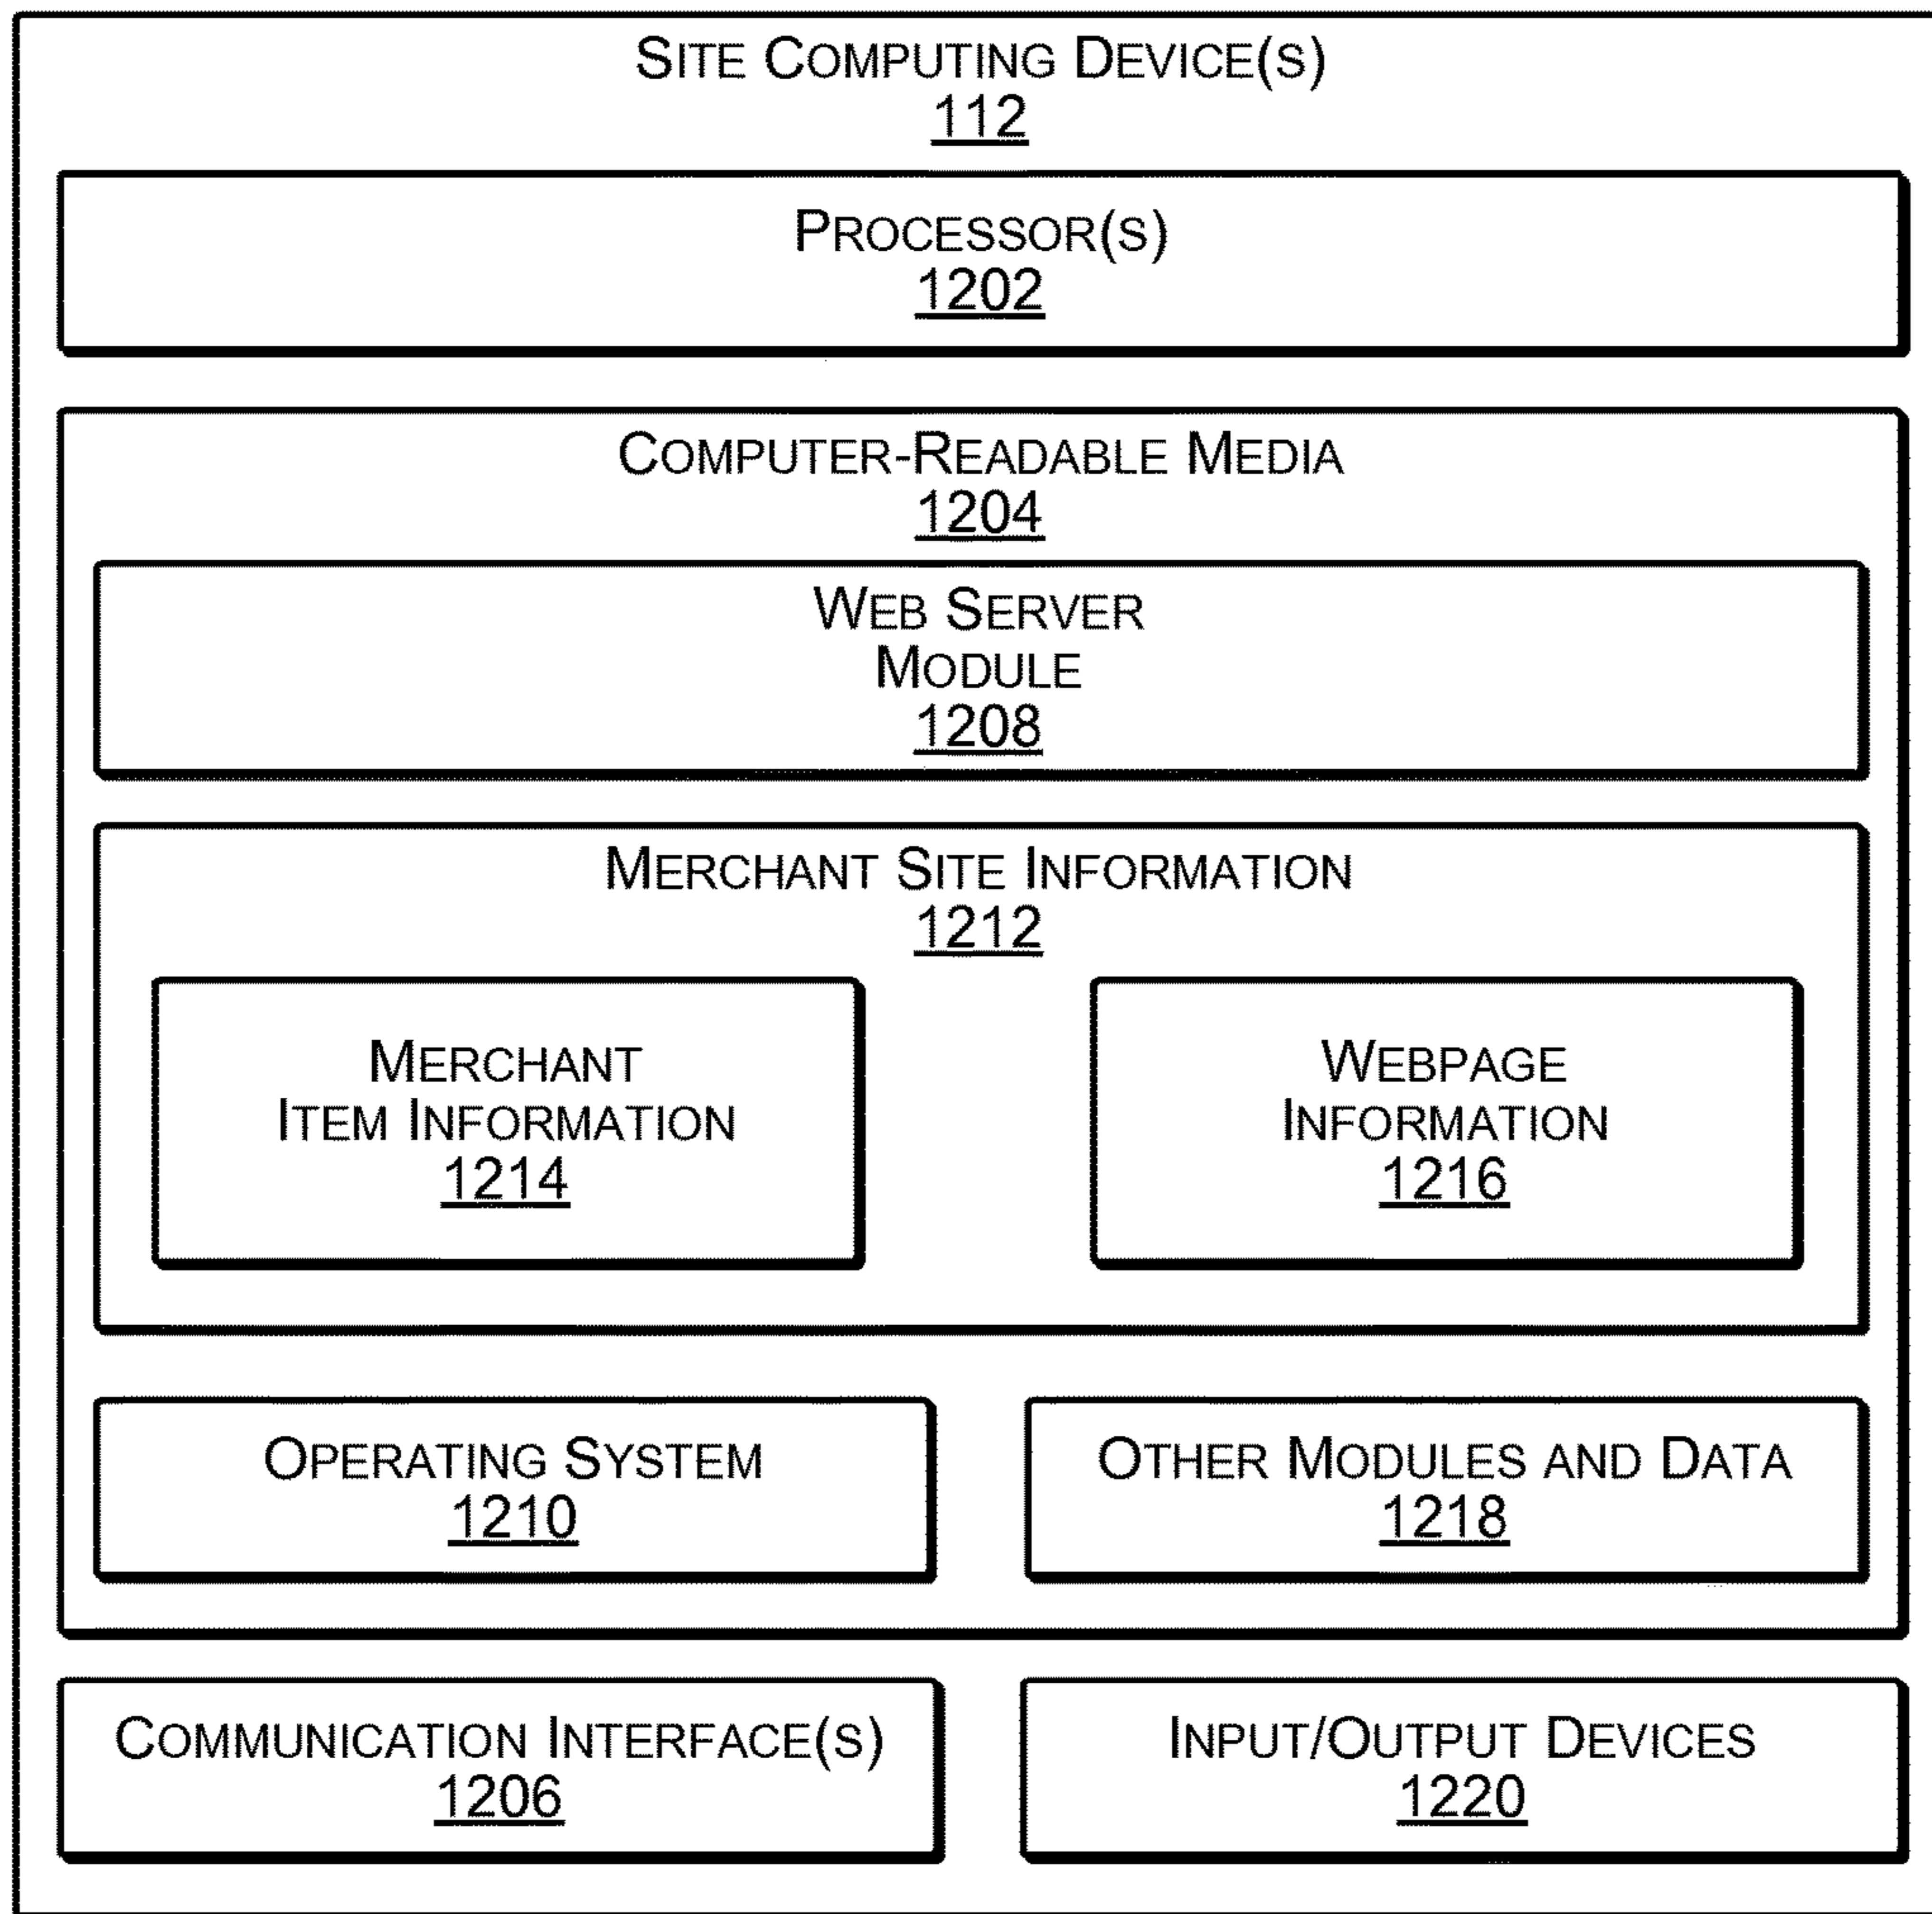 SITE COMPUTING DEVICE(S)
112
PROCESSOR(S)
1202
COMPUTER-READABLE MEDIA
1204
WEB SERVER
MODULE
1208
MERCHANT SITE INFORMATION
1212
MERCHANT
ITEM INFORMATION
1214
WEBPAGE
INFORMATION
1216
OPERATING SYSTEM
1210
OTHER MODULES AND DATA
1218
COMMUNICATION INTERFACE(S)
1206
INPUT/OUTPUT DEVICES
1220